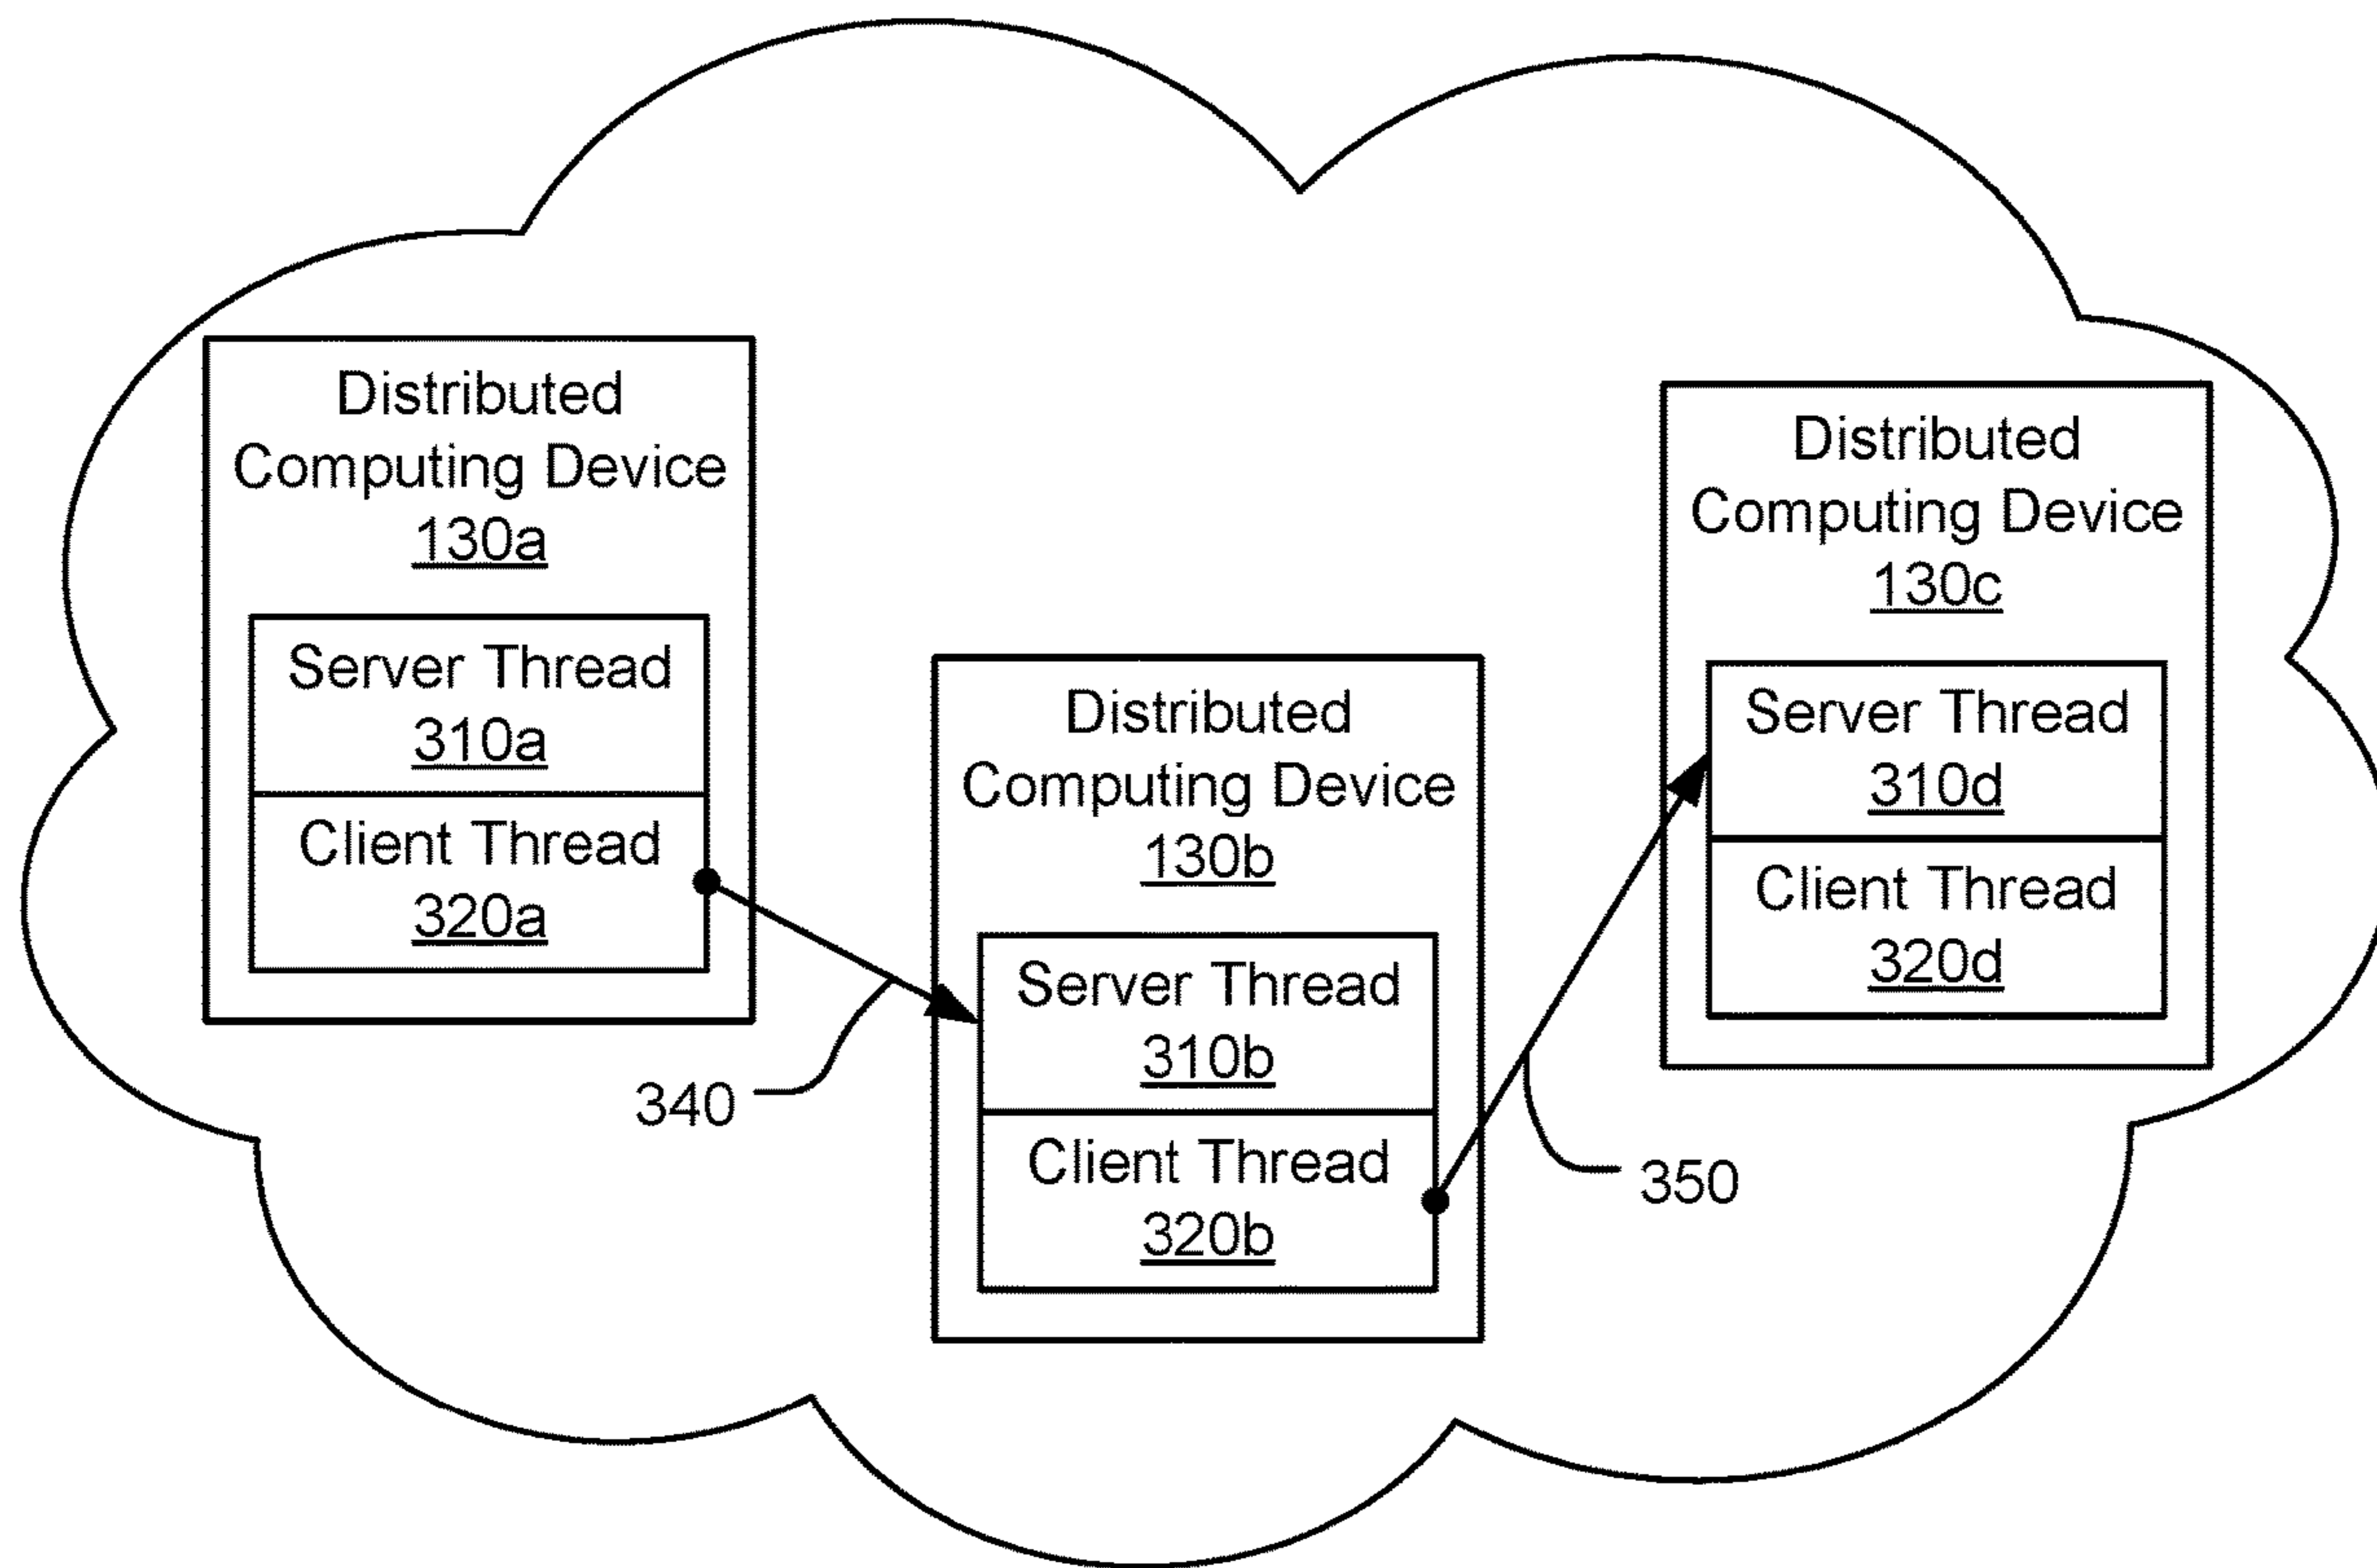 Distributed
Computing Device
130a
Server Thread
310a
Client Thread
320a
340
Distributed
Computing Device
130b
Server Thread
310b
Client Thread
320b
350
Distributed
Computing Device
130c
Server Thread
310d
Client Thread
320d